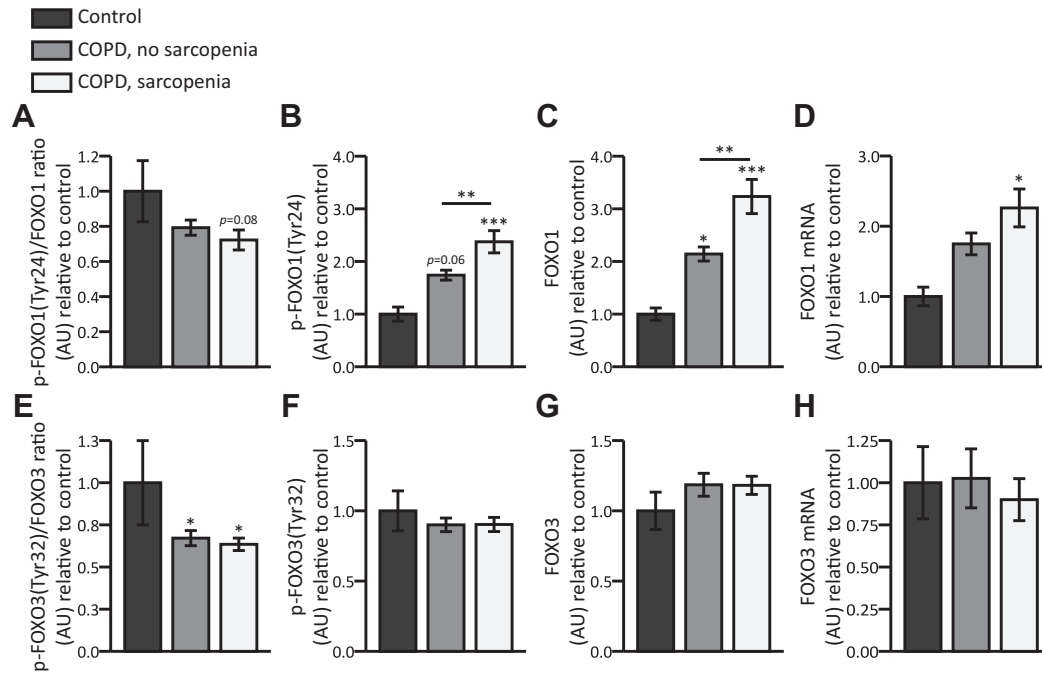 Control
COPD, no sarcopenia
COPD, sarcopenia
A
p-FOXO1(Tyr24)/FOXO1 ratio
(AU) relative to control
1.2
1.0
0.8
0.6
0.4
0.2
0.0
p=0.08
B
p-FOXO1(Tyr24)
(AU) relative to control
4.0
3.0
2.0
1.0
0.0
p=0.06
**
***
C
FOXO1
(AU) relative to control
4.0
3.0
2.0
1.0
0.0
*
**
***
D
FOXO1 mRNA
(AU) relative to control
3.0
2.0
1.0
0.0
*
E
p-FOXO3(Tyr32)/FOXO3 ratio
(AU) relative to control
1.3
1.0
0.8
0.5
0.3
0.0
*
*
F
p-FOXO3(Tyr32)
(AU) relative to control
1.5
1.0
0.5
0.0
G
FOXO3
(AU) relative to control
1.5
1.0
0.5
0.0
H
FOXO3 mRNA
(AU) relative to control
1.25
1.00
0.75
0.50
0.25
0.00